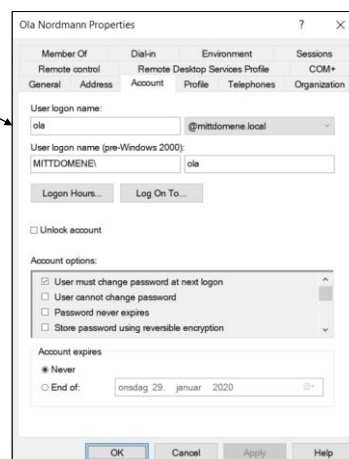 Ola Nordmann Properties ? ×
Member Of Dial-in Environment Sessions
Remote control Remote Desktop Services Profile COM+
General Address Account Profile Telephones Organization
User logon name:
ola @mittdomene.local
User logon name (pre-Windows 2000):
MITTDOMENE\ ola
Logon Hours... Log On To...
Unlock account
Account options:
User must change password at next logon
User cannot change password
Password never expires
Store password using reversible encryption
Account expires
Never
End of: onsdag 29. januar 2020
OK Cancel Apply Help